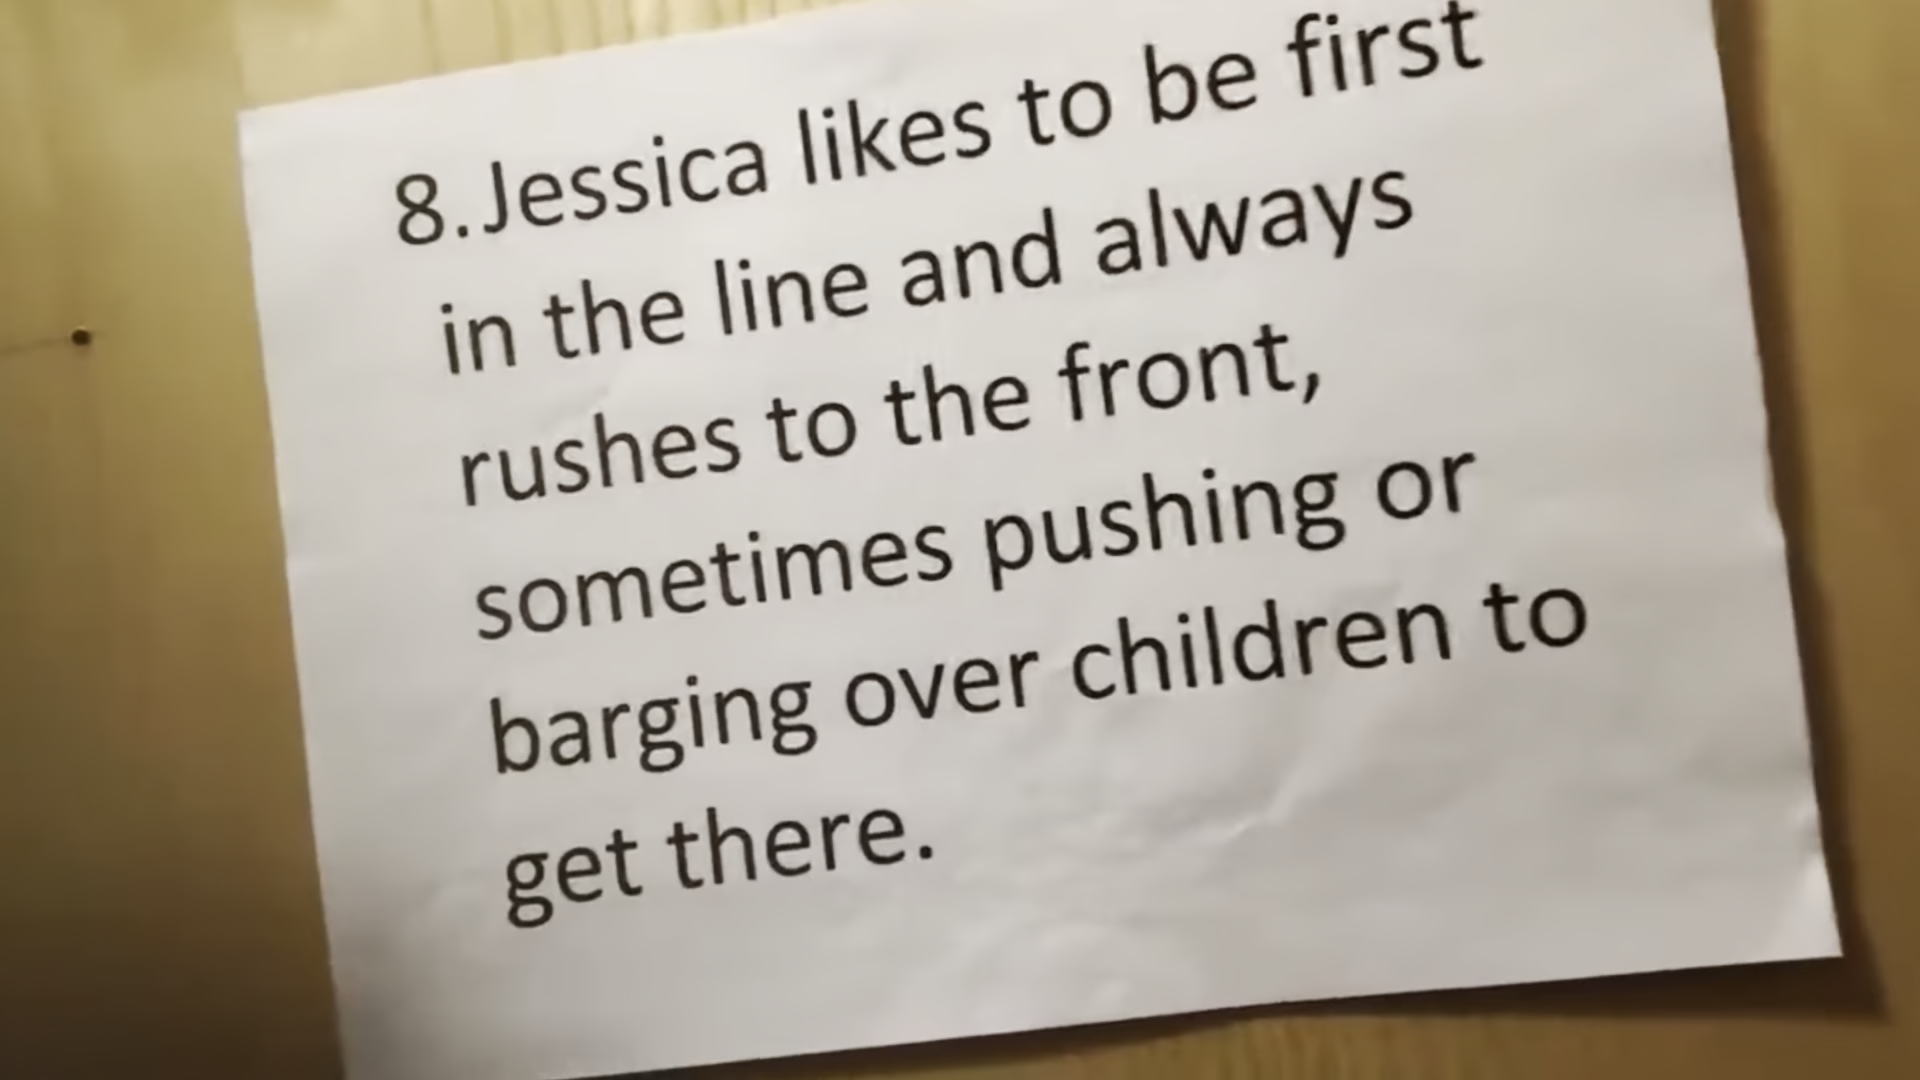 8. Jessica likes to be first
in the line and always
rushes to the front,
sometimes pushing or
barging over children to
get there.